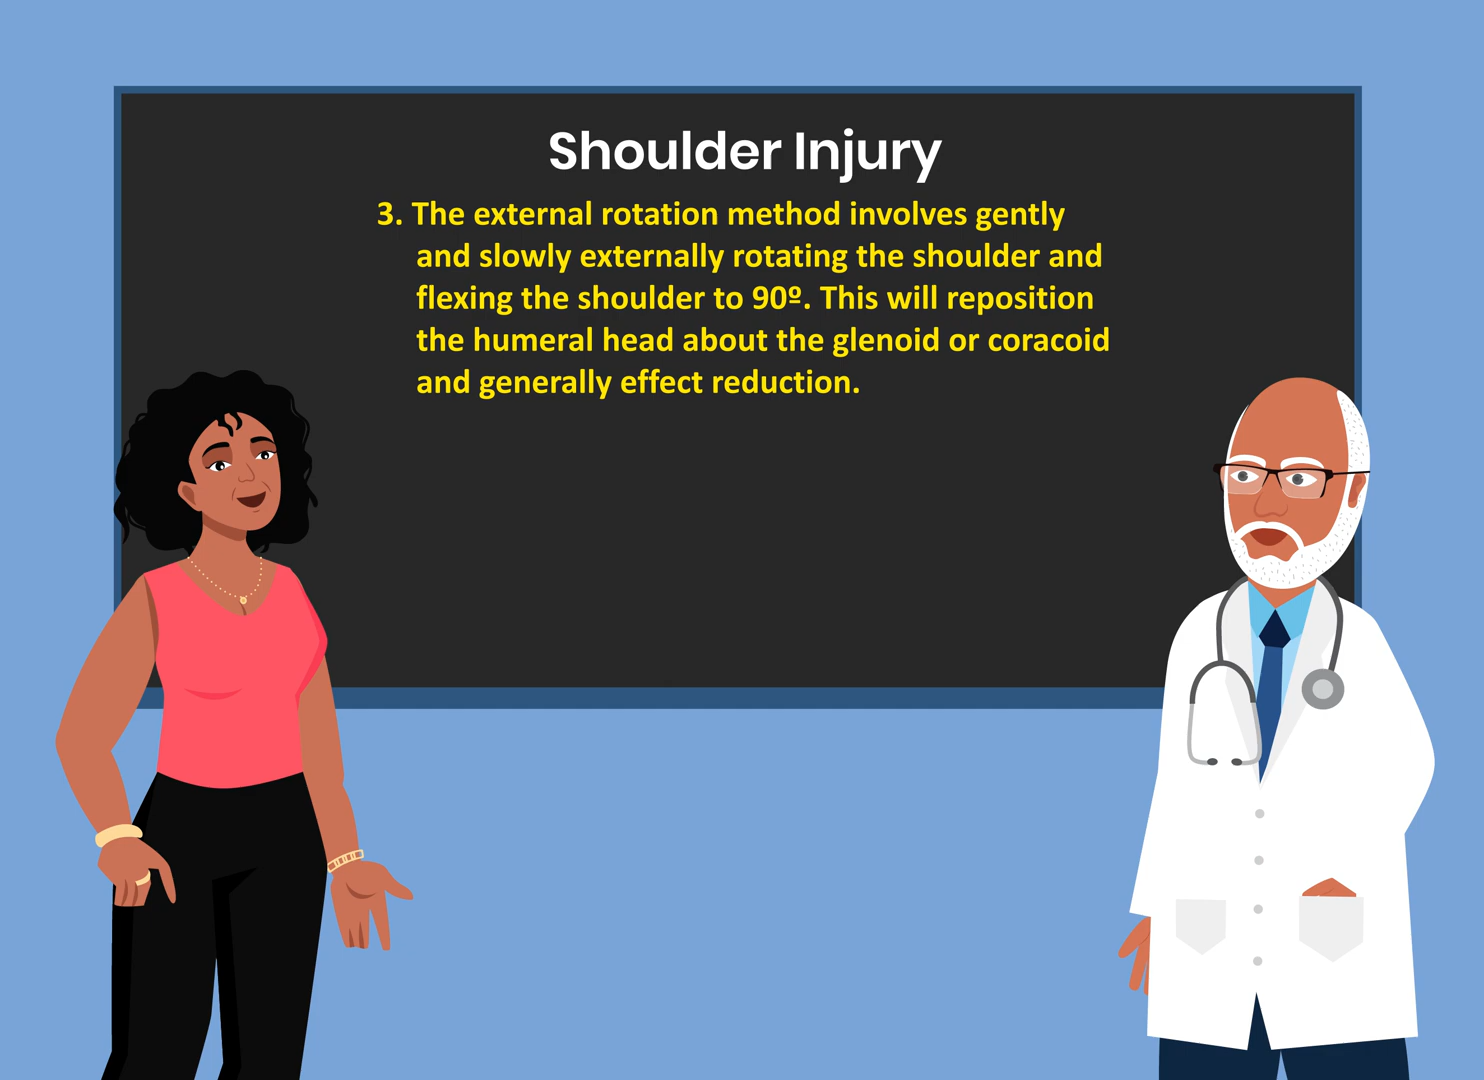 Shoulder Injury
3. The external rotation method involves gently
and slowly externally rotating the shoulder and
flexing the shoulder to 90º. This will reposition
the humeral head about the glenoid or coracoid
and generally effect reduction.